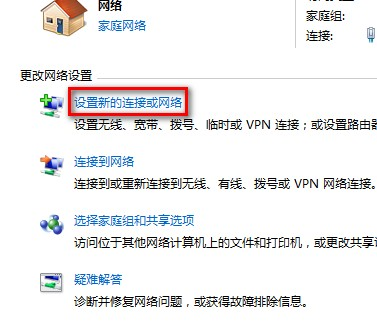 网络
家庭网络
家庭组:
连接:
更改网络设置
设置新的连接或网络
设置无线、宽带、拨号、临时或 VPN 连接；或设置路由
连接到网络
连接到或重新连接到无线、有线、拨号或 VPN 网络连接。
选择家庭组和共享选项
访问位于其他网络计算机上的文件和打印机，或更改共享
疑难解答
诊断并修复网络问题，或获得故障排除信息。